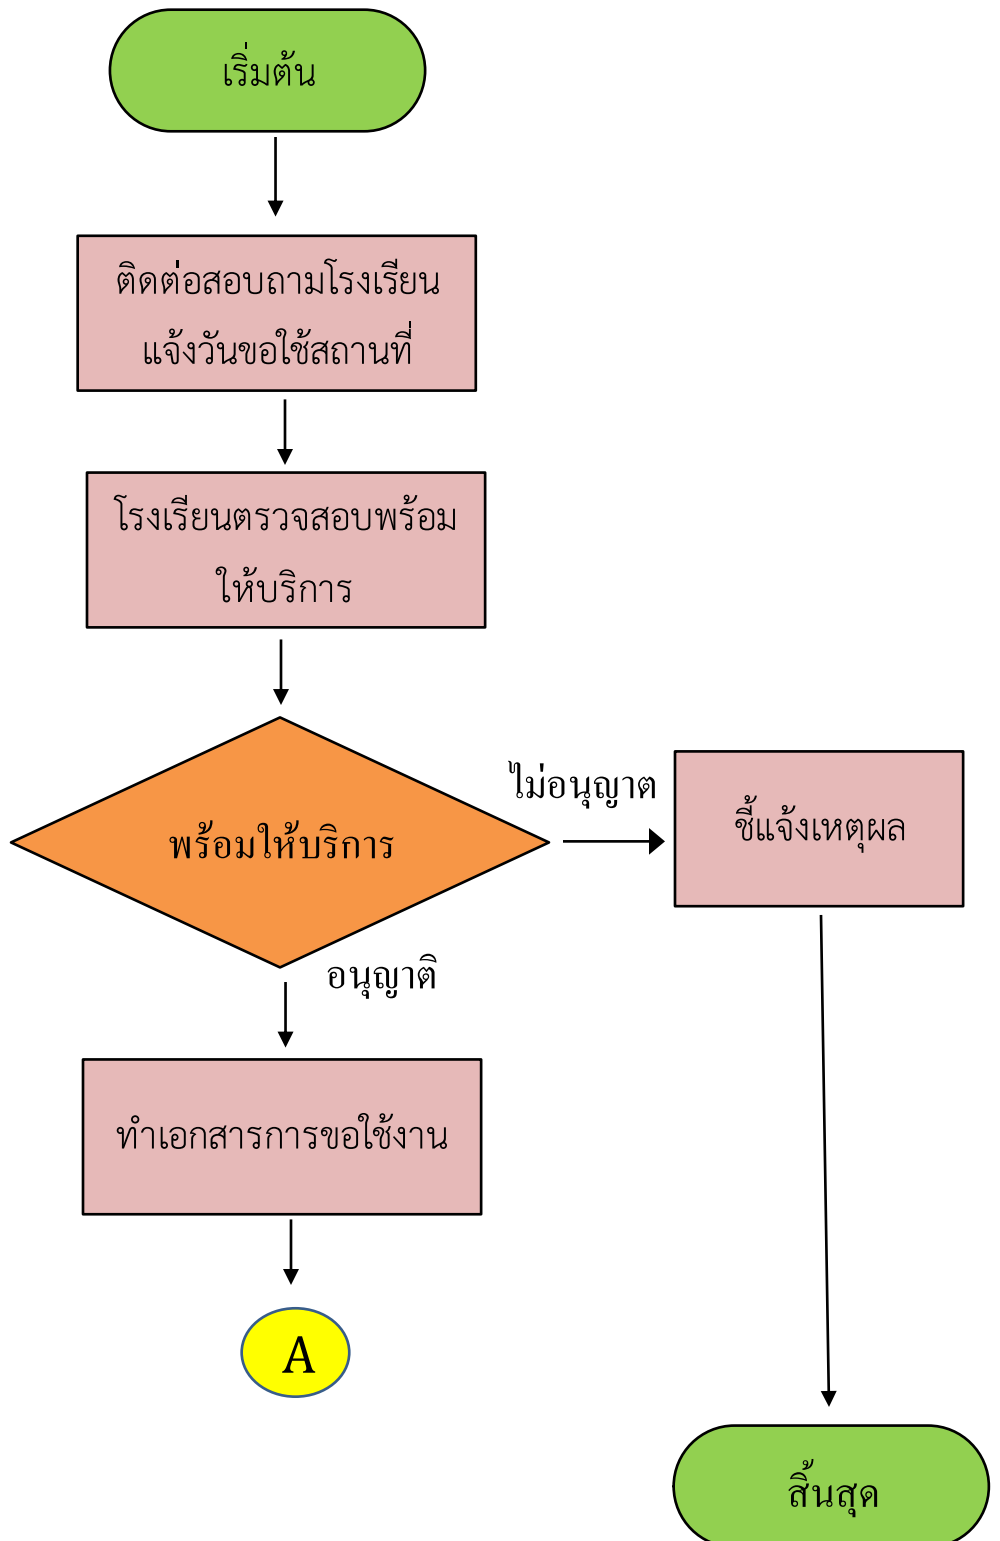 เริ่มต้น
ติดต่อสอบถามโรงเรียน
แจ้งวันขอใช้สถานที่
โรงเรียนตรวจสอบพร้อม
ให้บริการ
พร้อมให้บริการ
ไม่อนุญาต
ชี้แจ้งเหตุผล
อนุญาติ
ทำเอกสารการขอใช้งาน
A
สิ้นสุด